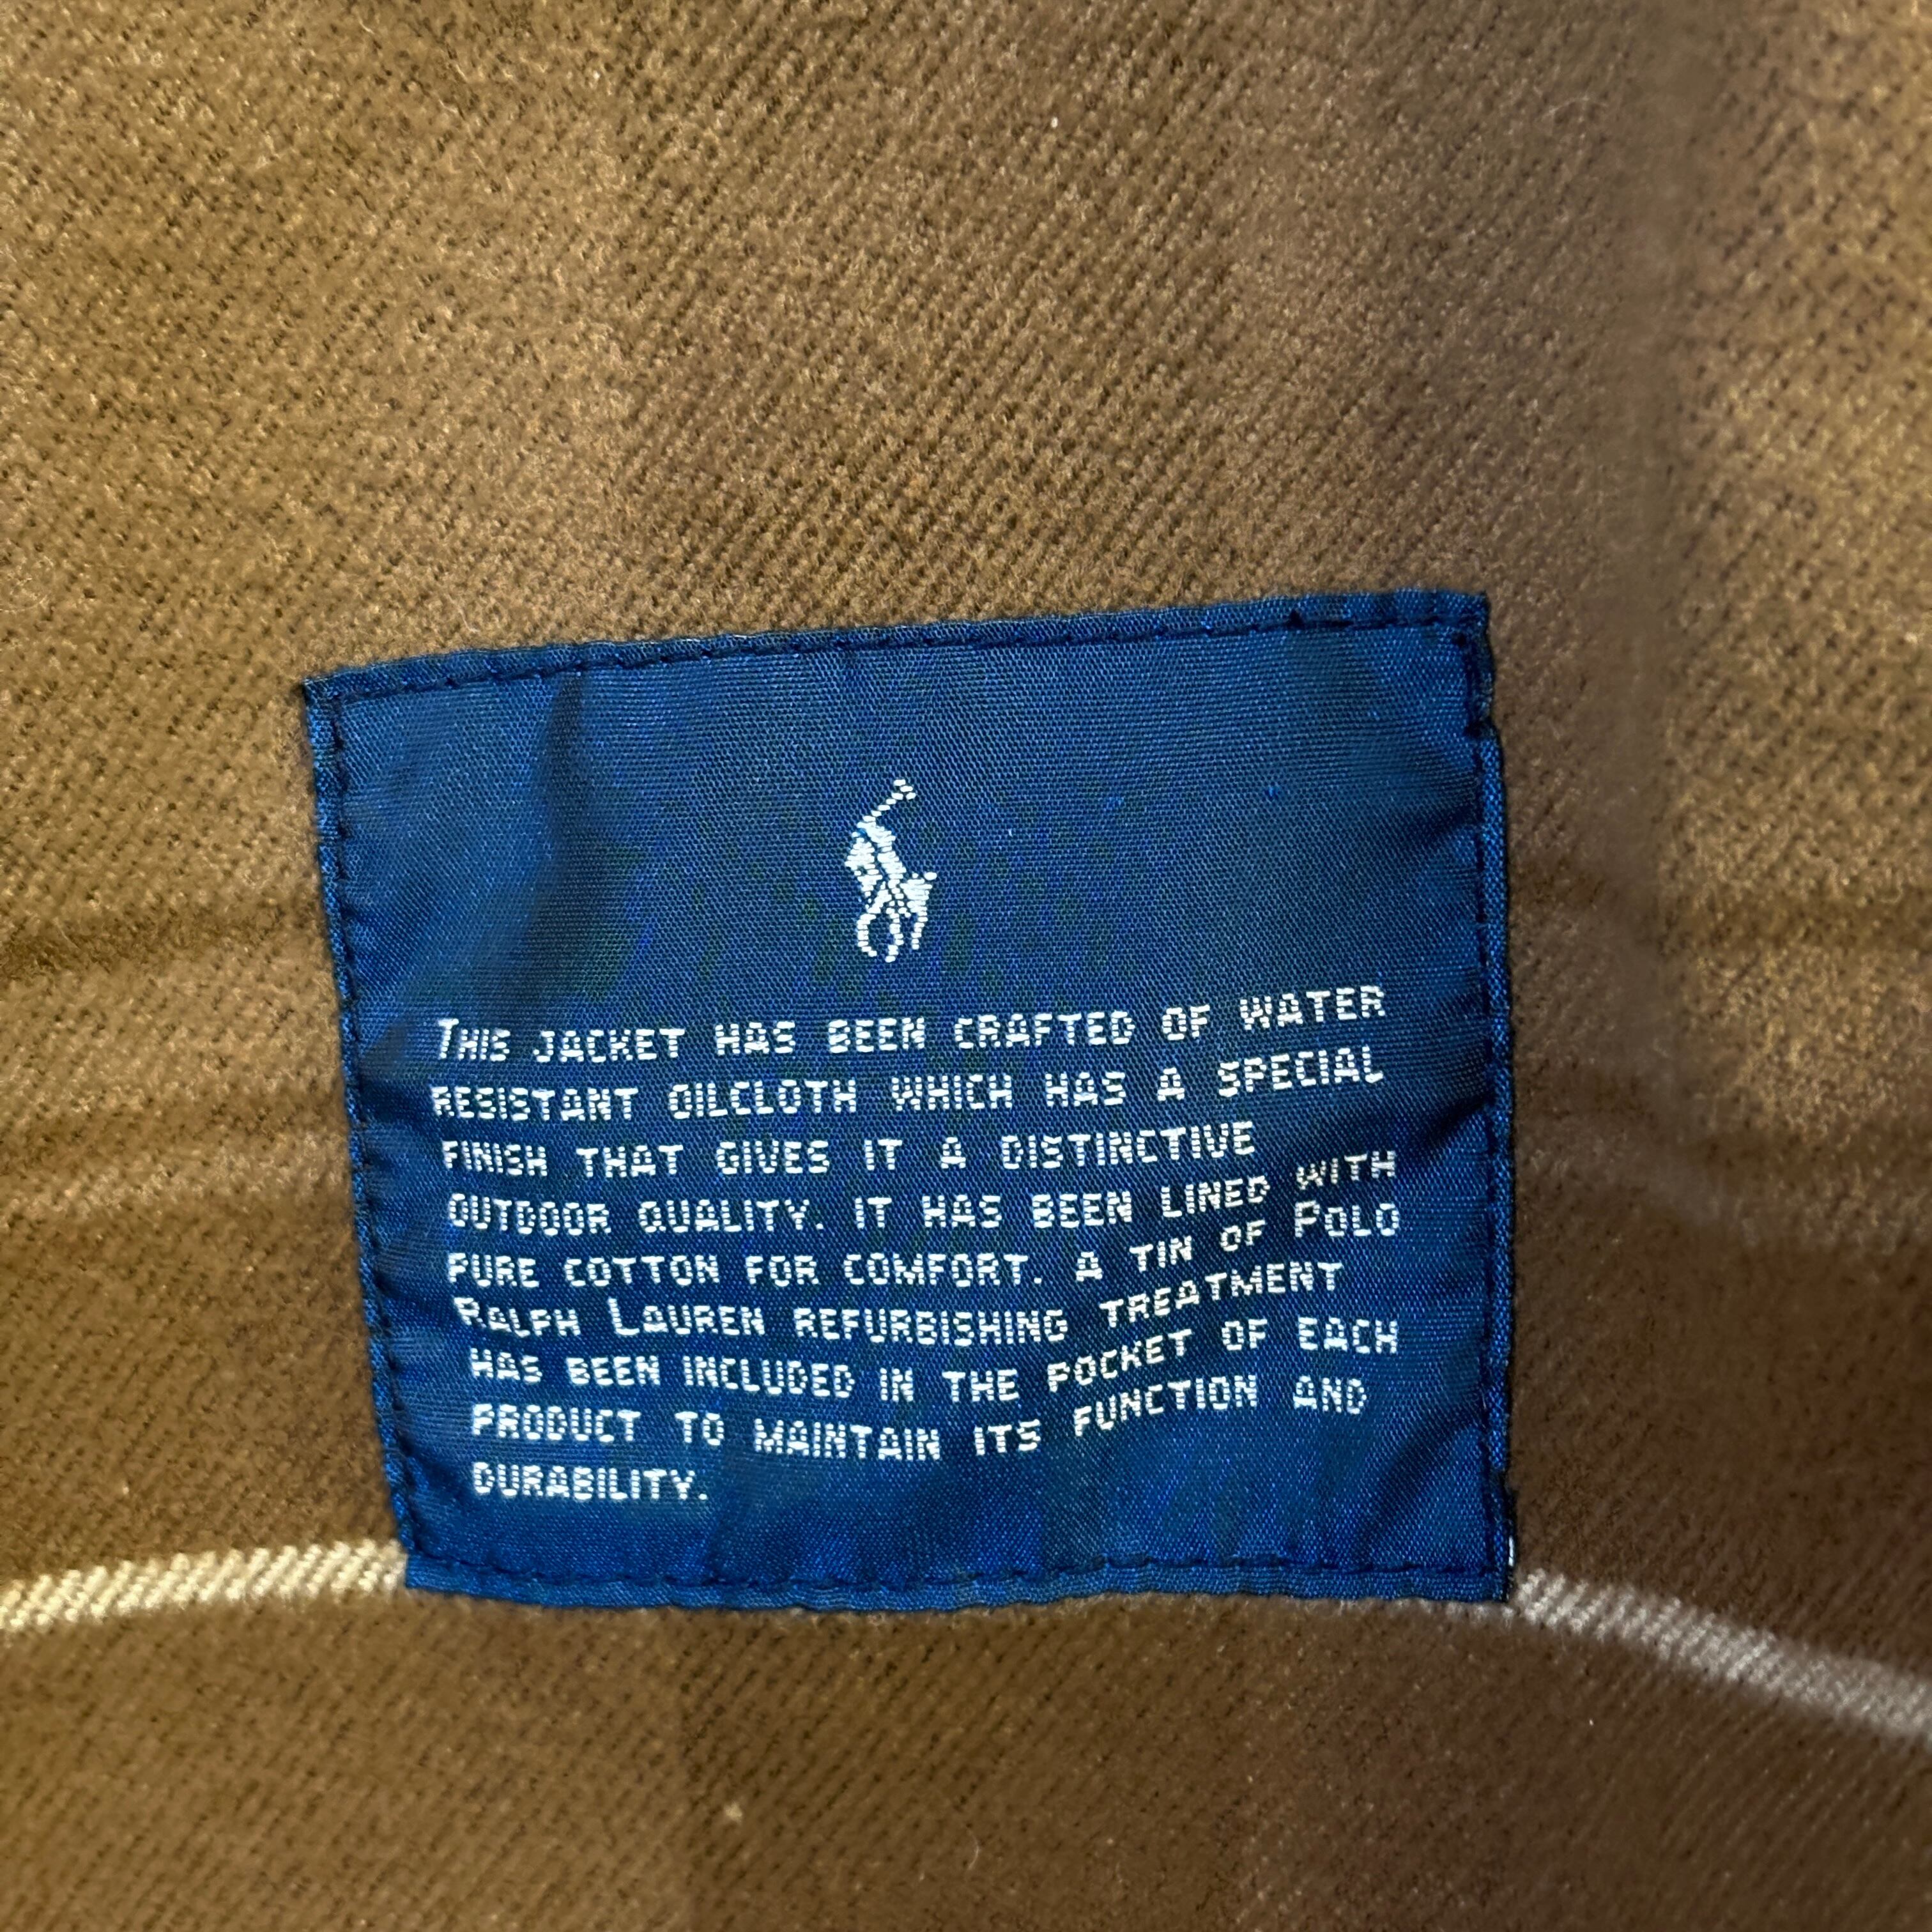 THIS JACKET HAS BEEN CRAFTED OF WATER
RESISTANT OILCLOTH WHICH HAS A SPECIAL
FINISH THAT GIVES IT A DISTINCTIVE
OUTDOOR QUALITY. IT HAS BEEN LINED WITH
PURE COTTON FOR COMFORT. A TIN OF POLO
RALPH LAUREN REFURBISHING TREATMENT
HAS BEEN INCLUDED IN THE POCKET OF EACH
PRODUCT TO MAINTAIN ITS FUNCTION AND
DURABILITY.